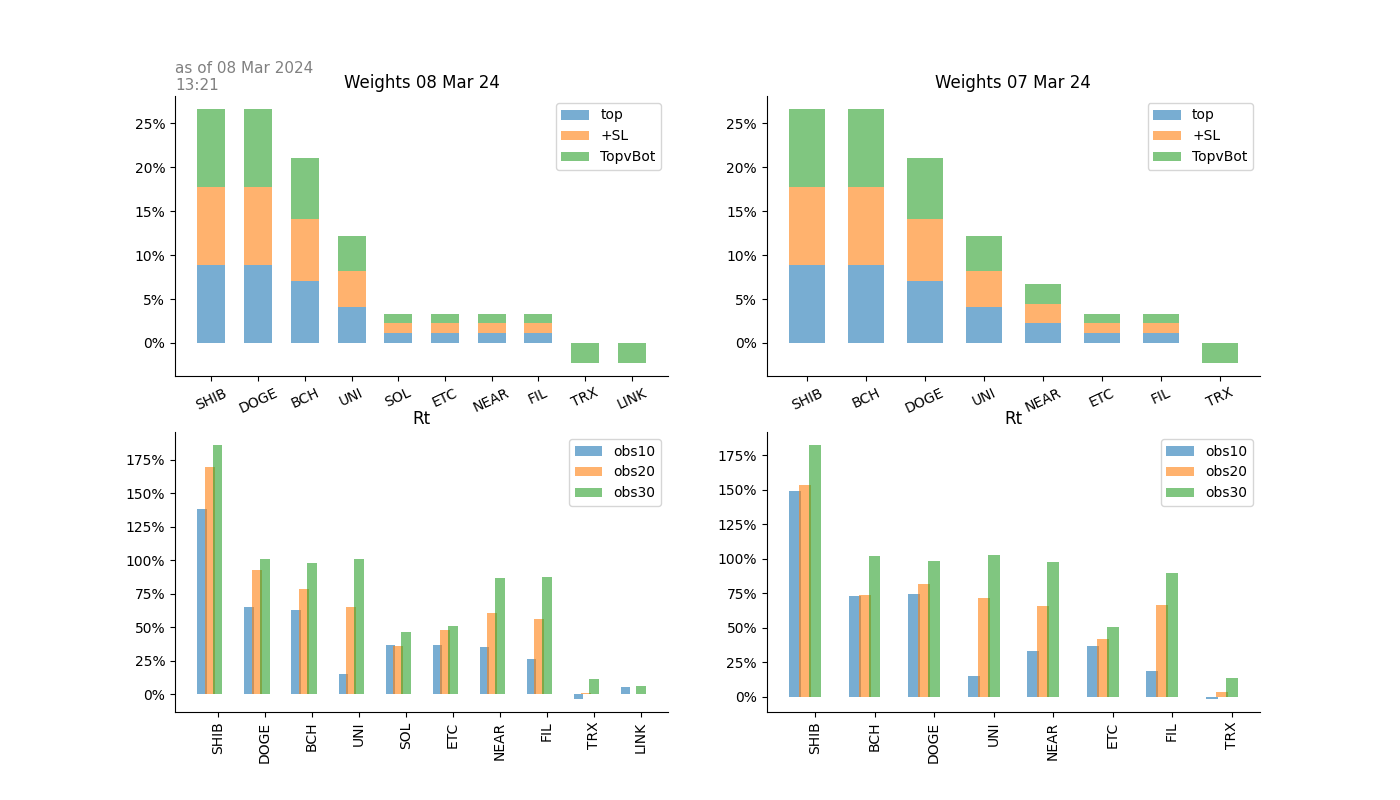 as of 08 Mar 2024
13:21
Weights 08 Mar 24
25%
20%
15%
10%
5%
0%
top
+SL
TopvBot
SHIB DOGE BCH UNI SOL ETC NEAR FIL TRX LINK
Weights 07 Mar 24
25%
20%
15%
10%
5%
0%
top
+SL
TopvBot
SHIB BCH DOGE UNI NEAR ETC FIL TRX
Rt
175%
150%
125%
100%
75%
50%
25%
0%
obs10
obs20
obs30
SHIB DOGE BCH UNI SOL ETC NEAR FIL TRX LINK
Rt
175%
150%
125%
100%
75%
50%
25%
0%
obs10
obs20
obs30
SHIB BCH DOGE UNI NEAR ETC FIL TRX